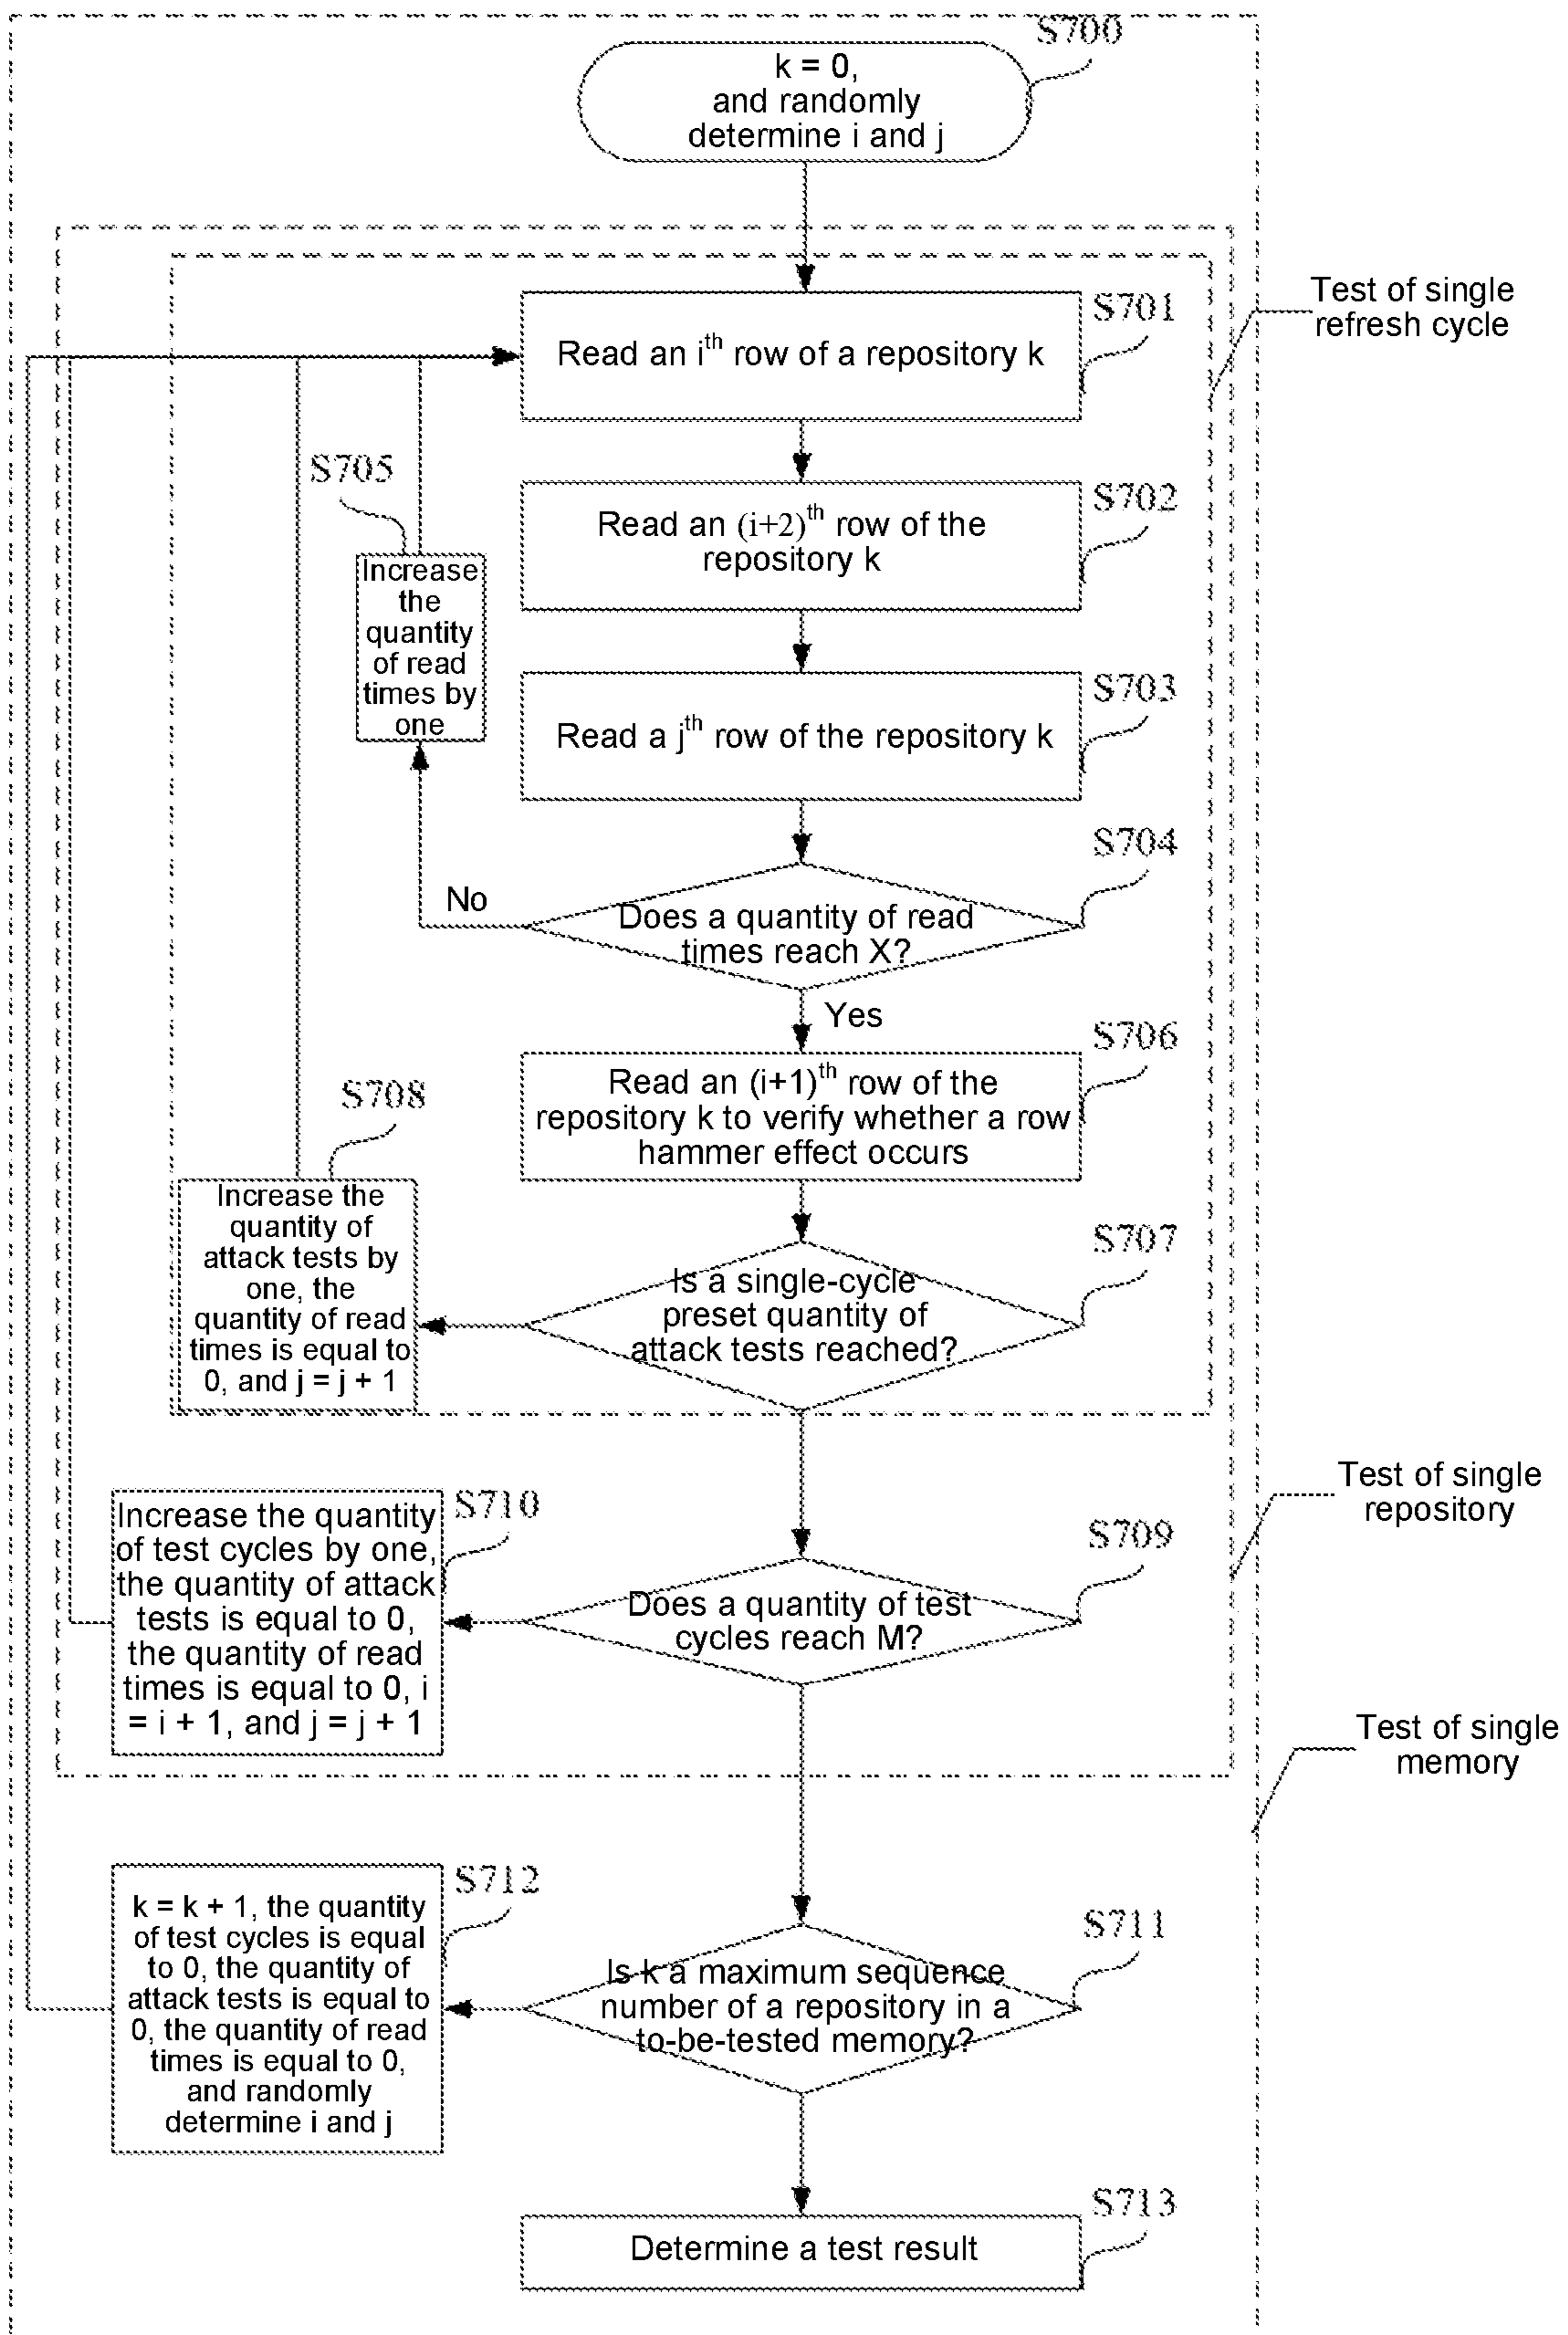 S700
k = 0,
and randomly
determine i and j
Test of single
refresh cycle
S701
Read an ith row of a repository k
S705
Increase
the
quantity
of read
times by
one
S702
Read an (i+2)th row of the
repository k
S703
Read a jth row of the repository k
S704
No
Does a quantity of read
times reach X?
Yes
S706
Read an (i+1)th row of the
repository k to verify whether a row
hammer effect occurs
S708
Increase the
quantity of
attack tests by
one, the
quantity of read
times is equal to
0, and j = j + 1
S707
Is a single-cycle
preset quantity of
attack tests reached?
Test of single
repository
S710
Increase the quantity
of test cycles by one,
the quantity of attack
tests is equal to 0,
the quantity of read
times is equal to 0, i
= i + 1, and j = j + 1
S709
Does a quantity of test
cycles reach M?
Test of single
memory
S712
k = k + 1, the quantity
of test cycles is equal
to 0, the quantity of
attack tests is equal to
0, the quantity of read
times is equal to 0,
and randomly
determine i and j
S711
Is k a maximum sequence
number of a repository in a
to-be-tested memory?
S713
Determine a test result